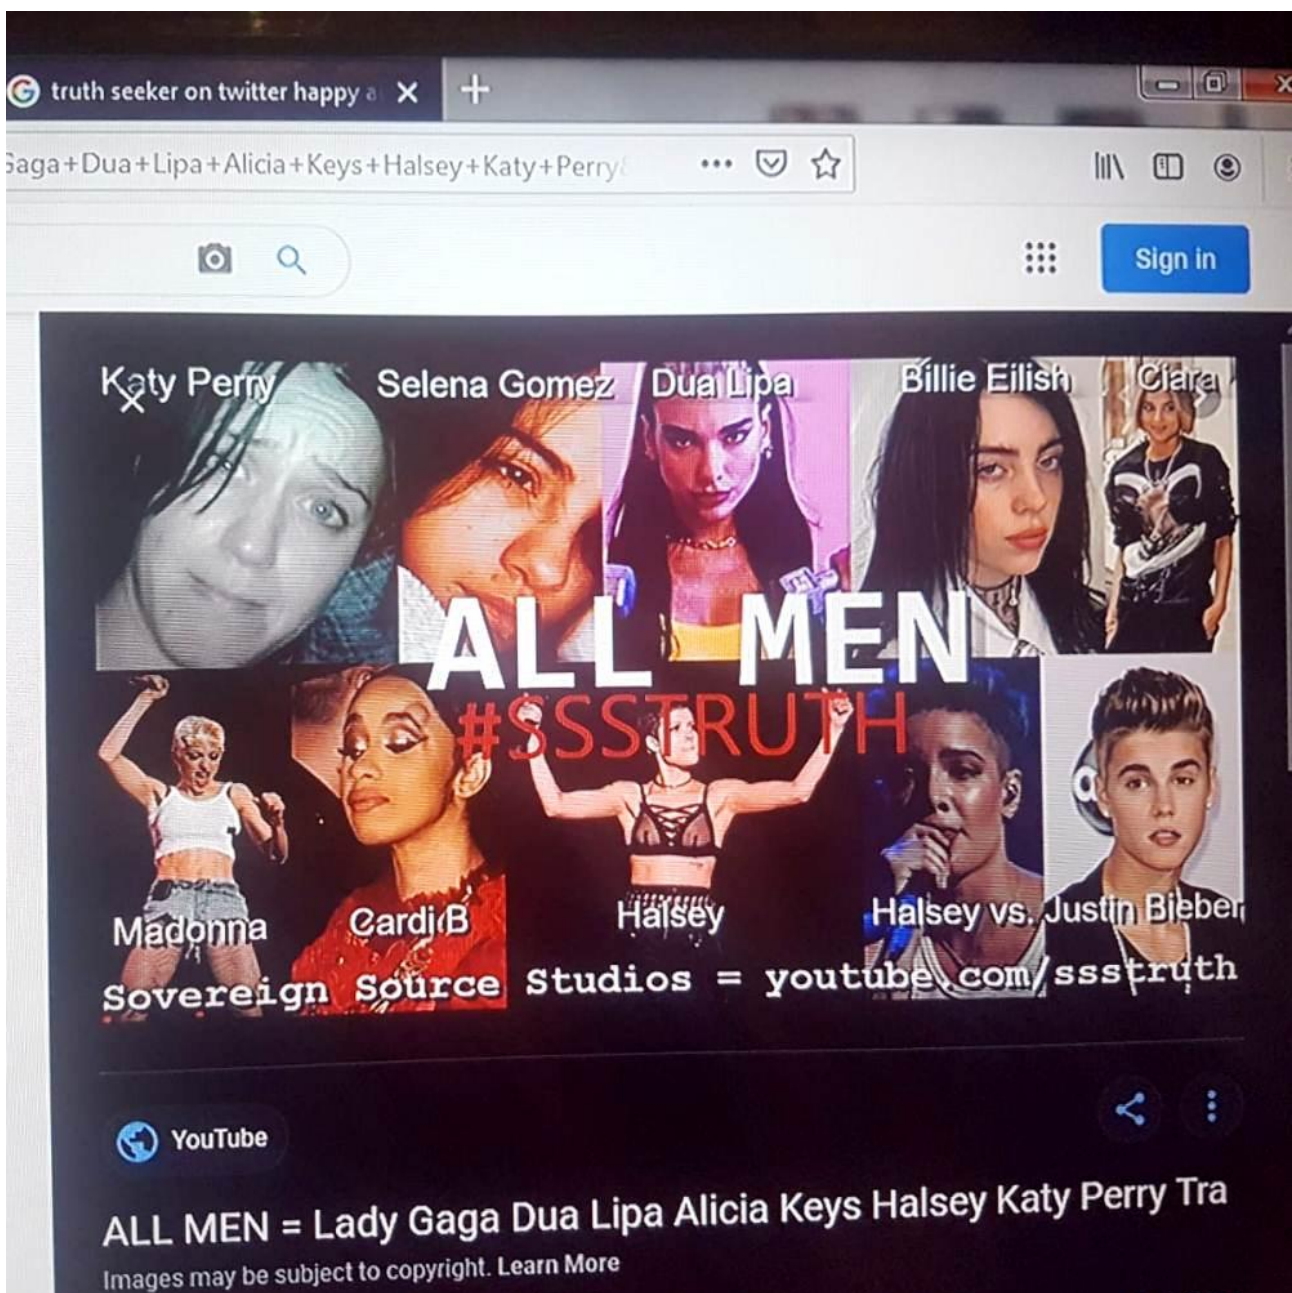 truth seeker on twitter happy a
Gaga+Dua+Lipa+Alicia+Keys+Halsey+Katy+Perry
Sign in
Katy Perry
Selena Gomez
Dua Lipa
Billie Eilish
Ciara
ALL MEN
#SSSTRUTH
Madonna
Cardi B
Halsey
Halsey vs. Justin Bieber
Sovereign Source Studios = youtube.com/ssstruth
YouTube
ALL MEN = Lady Gaga Dua Lipa Alicia Keys Halsey Katy Perry Tra
Images may be subject to copyright. Learn More